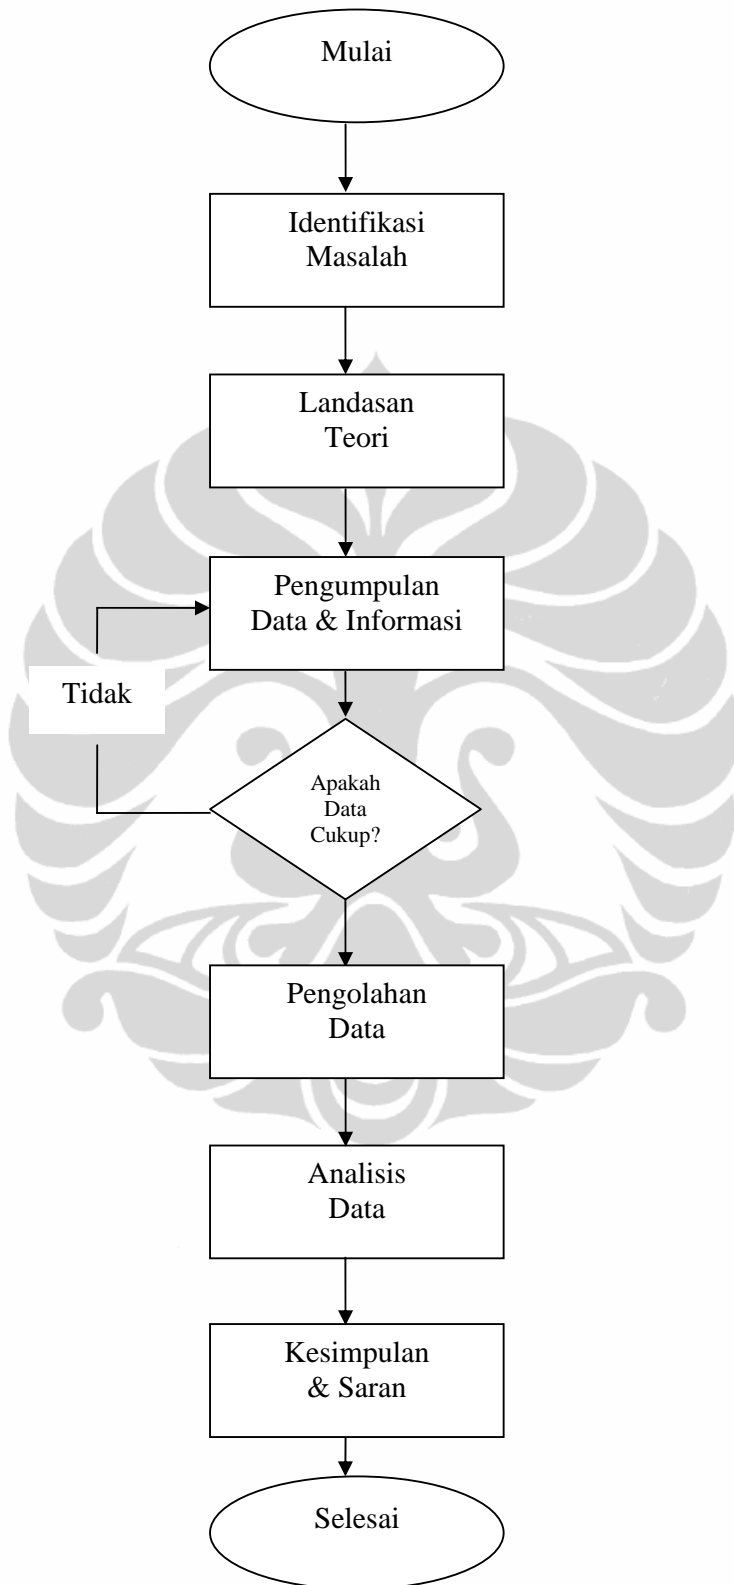 Mulai
Identifikasi
Masalah
Landasan
Teori
Pengumpulan
Data & Informasi
Tidak
Apakah
Data
Cukup?
Pengolahan
Data
Analisis
Data
Kesimpulan
& Saran
Selesai